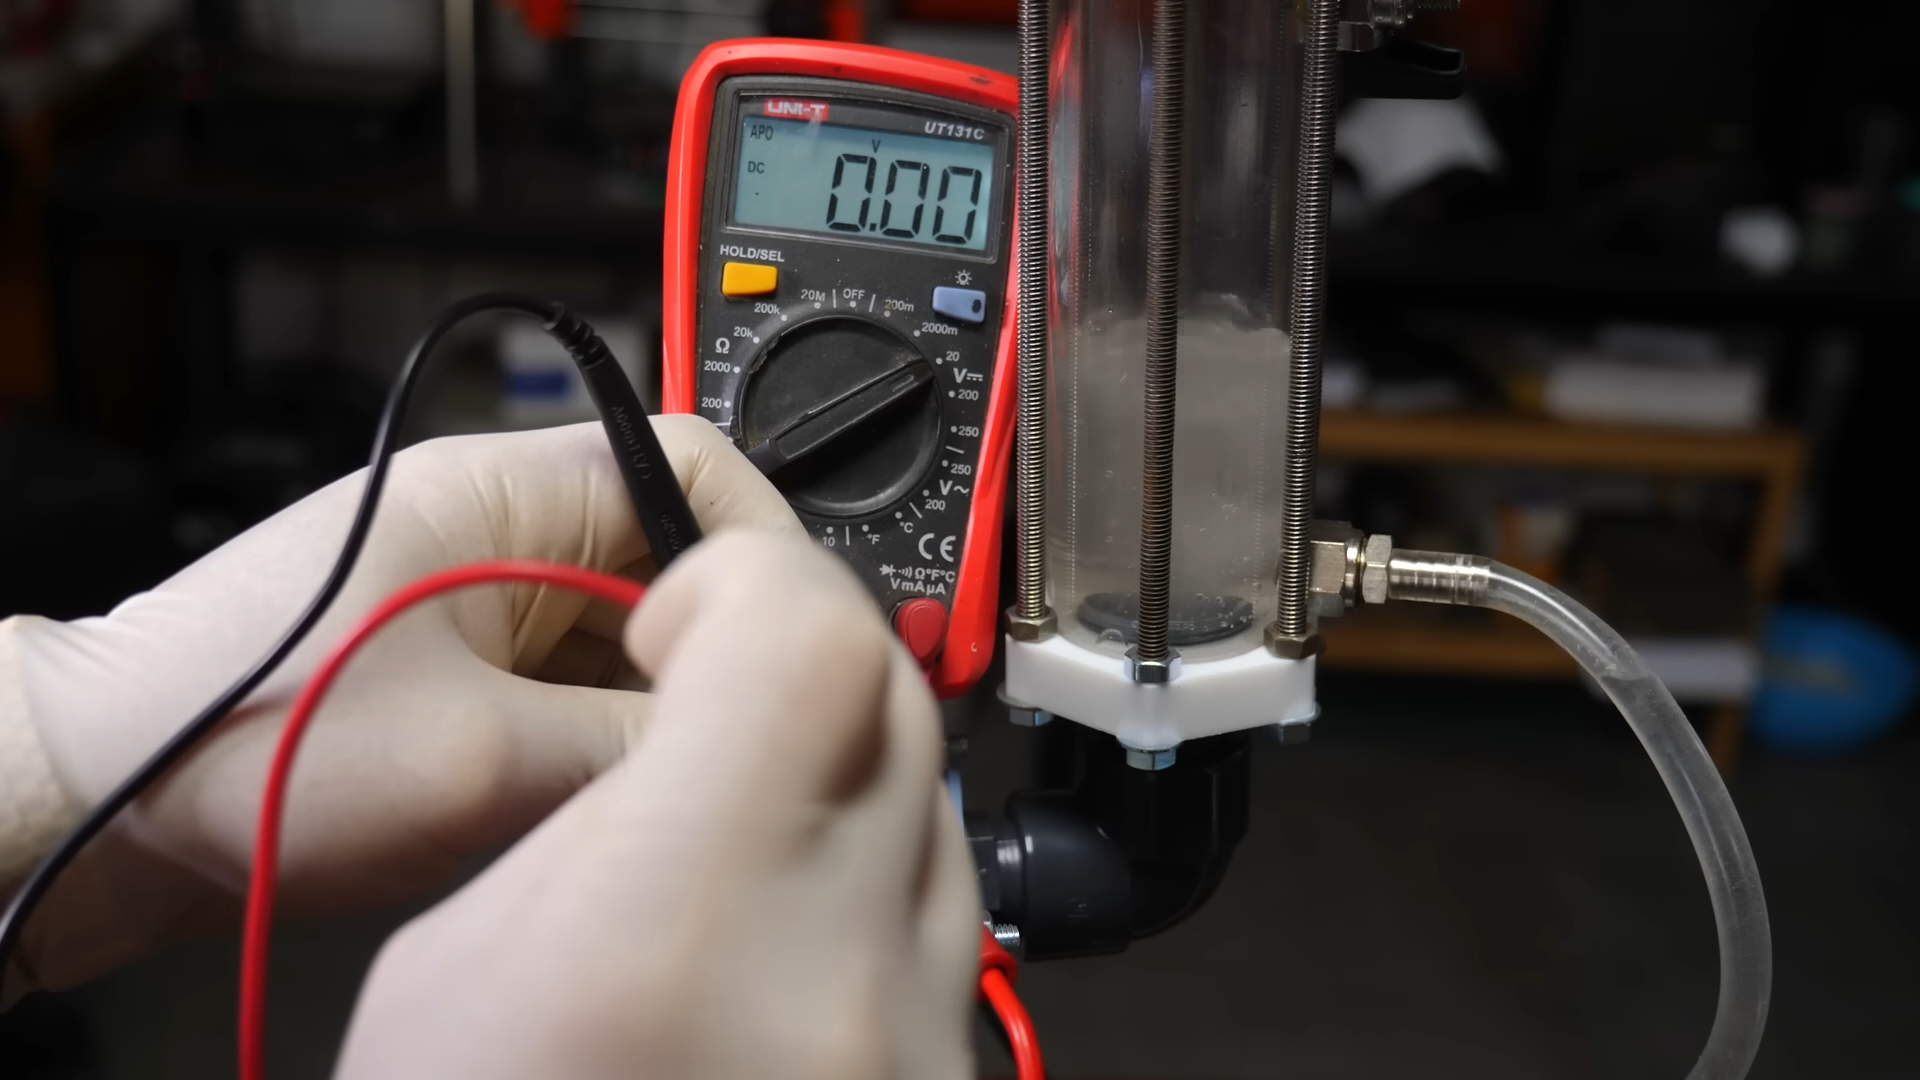 UNI-T
UT131C
APO
V
DC
0.00
HOLD/SEL
20M OFF 200m
200k 2000m
20k 20
Ω V
2000 200
200 250
250
V~
200
°C
10 °F
CE
Ω°F°C
VmAμA